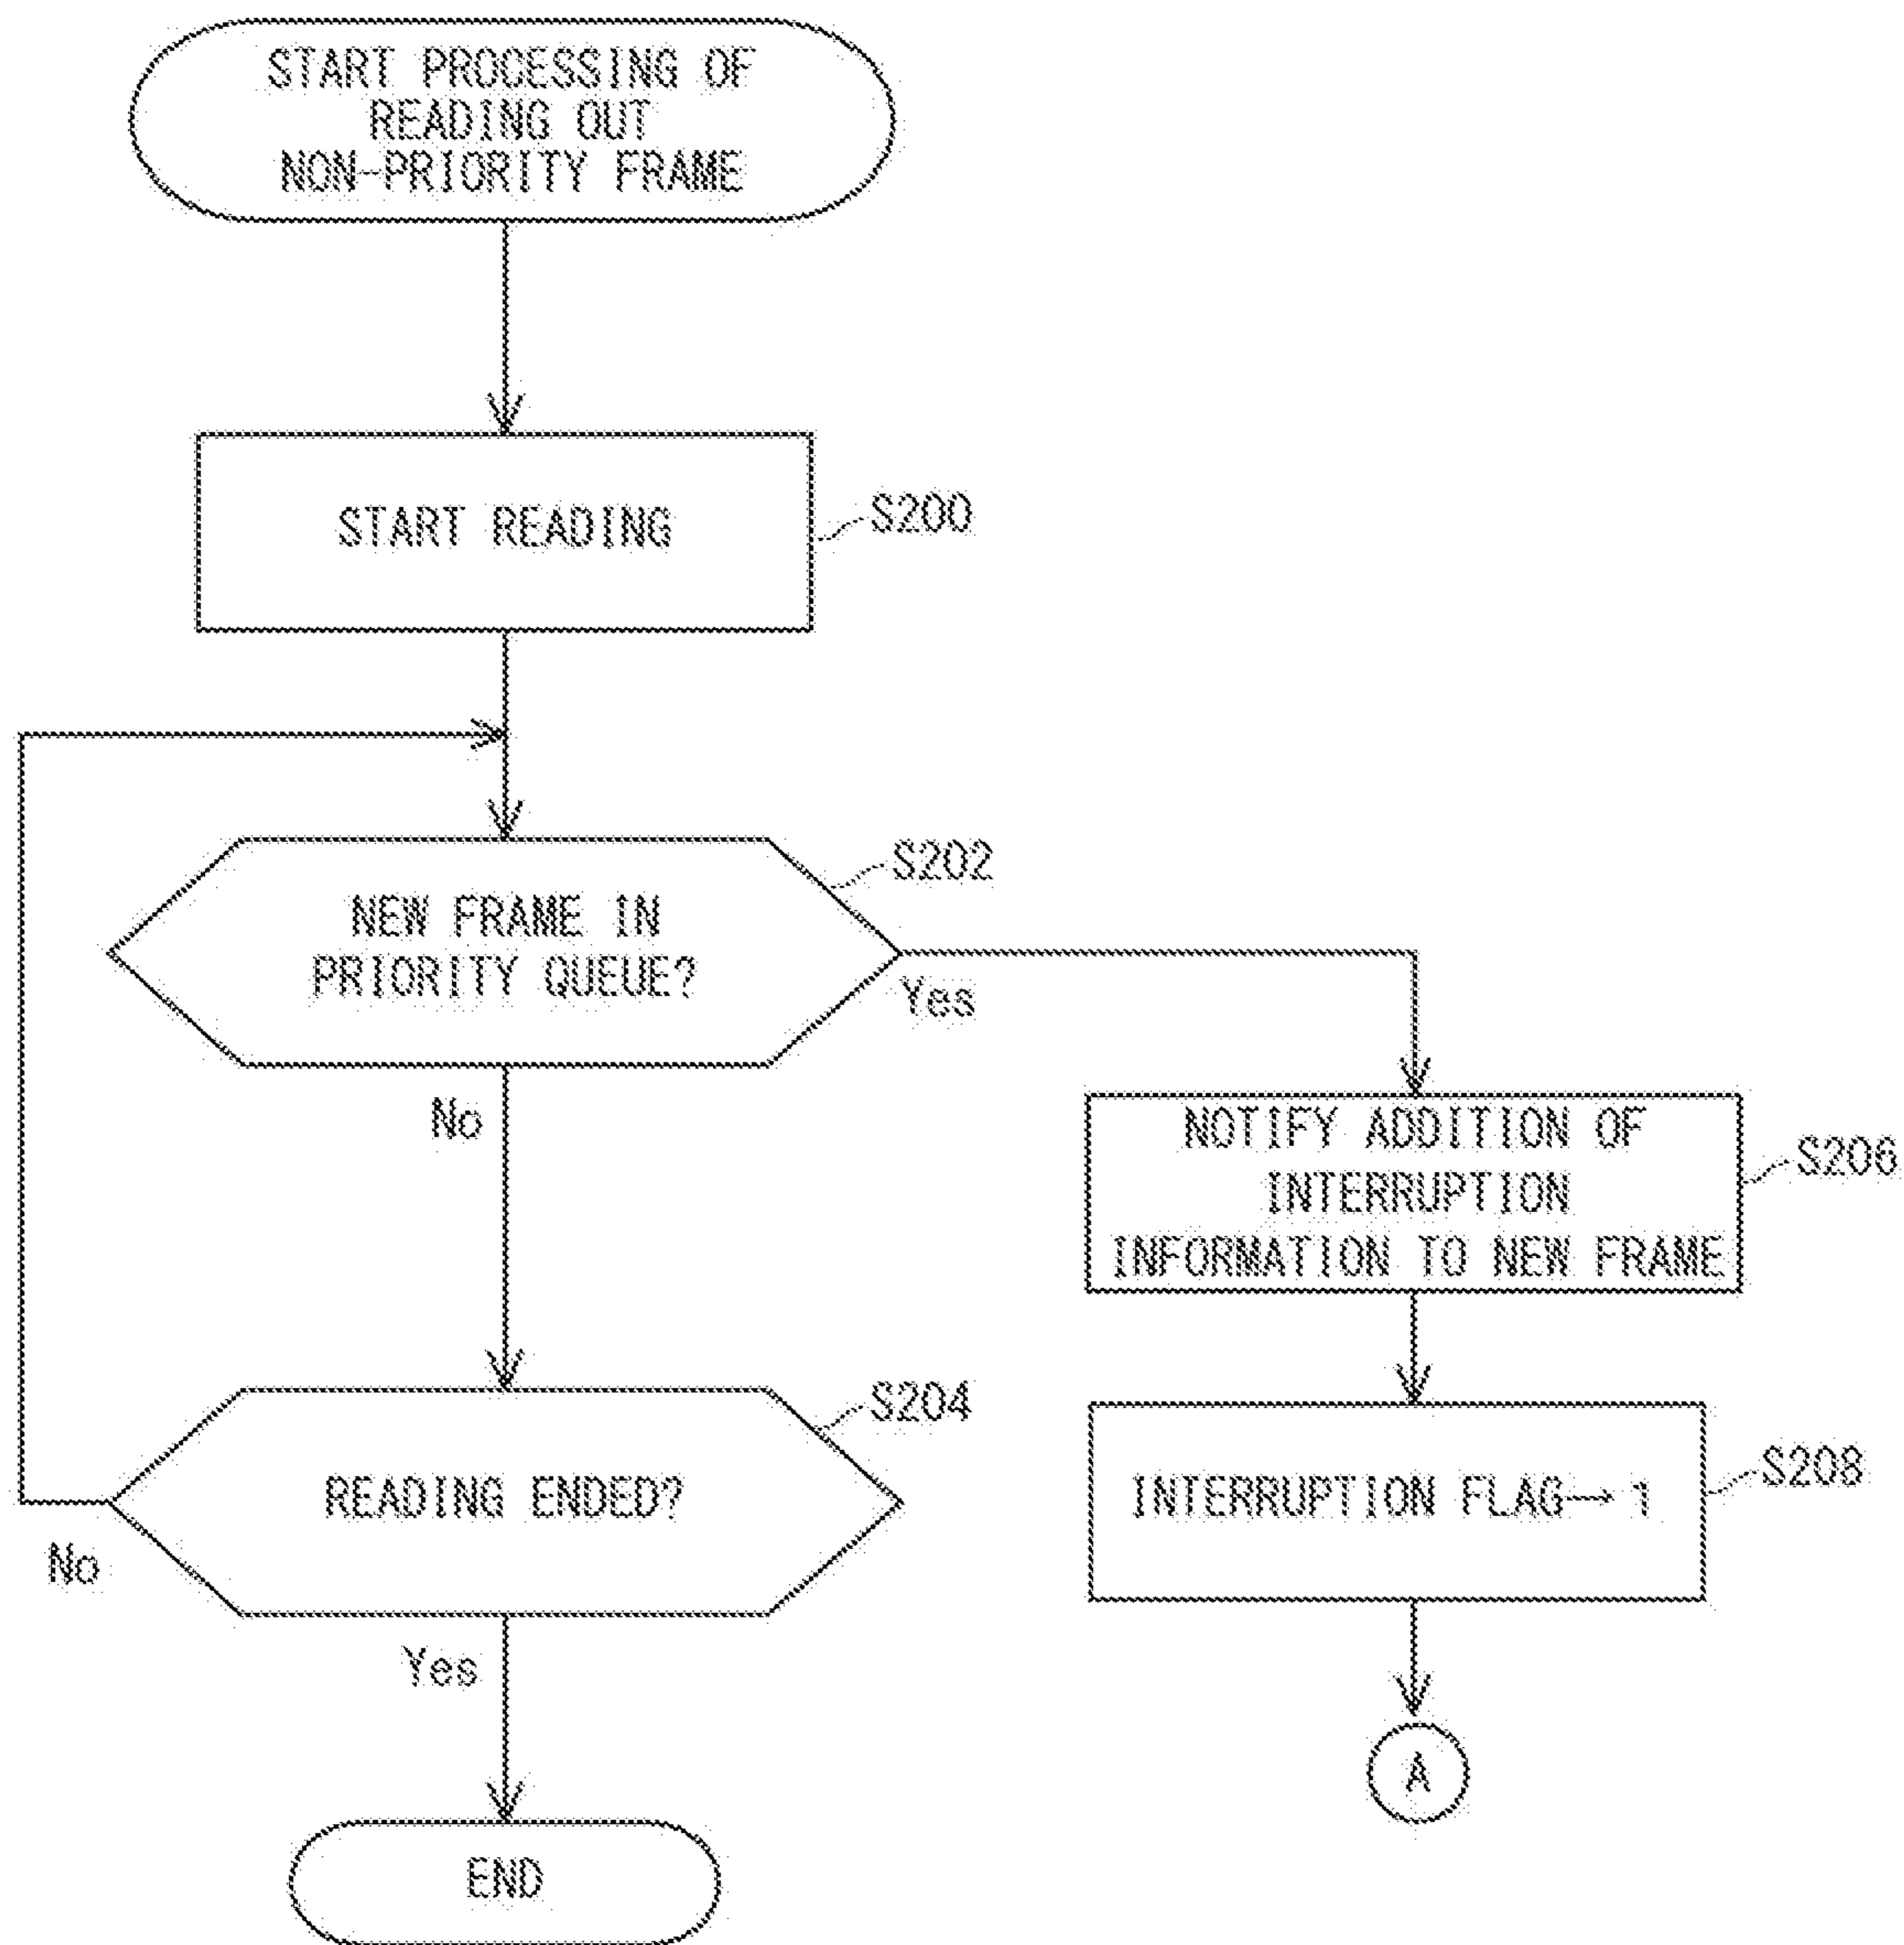 START PROCESSING OF
READING OUT
NON-PRIORITY FRAME
START READING
S200
NEW FRAME IN
PRIORITY QUEUE?
S202
Yes
No
NOTIFY ADDITION OF
INTERRUPTION
INFORMATION TO NEW FRAME
S206
READING ENDED?
S204
No
Yes
INTERRUPTION FLAG→ 1
S208
A
END